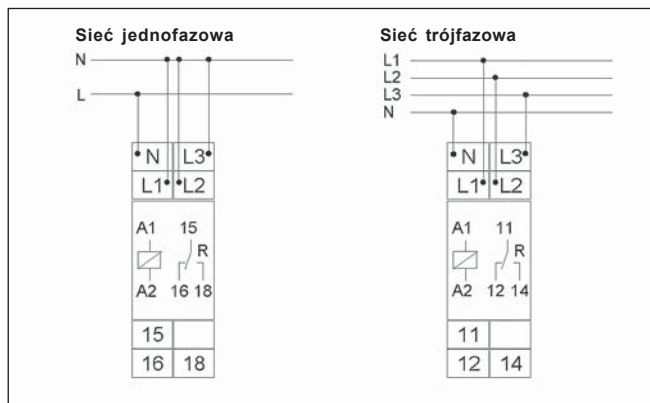 Sieć jednofazowa
N
L
N L3
L1 L2
A1 15
R
A2 16 18
15
16 18
Sieć trójfazowa
L1
L2
L3
N
N L3
L1 L2
A1 11
R
A2 12 14
11
12 14